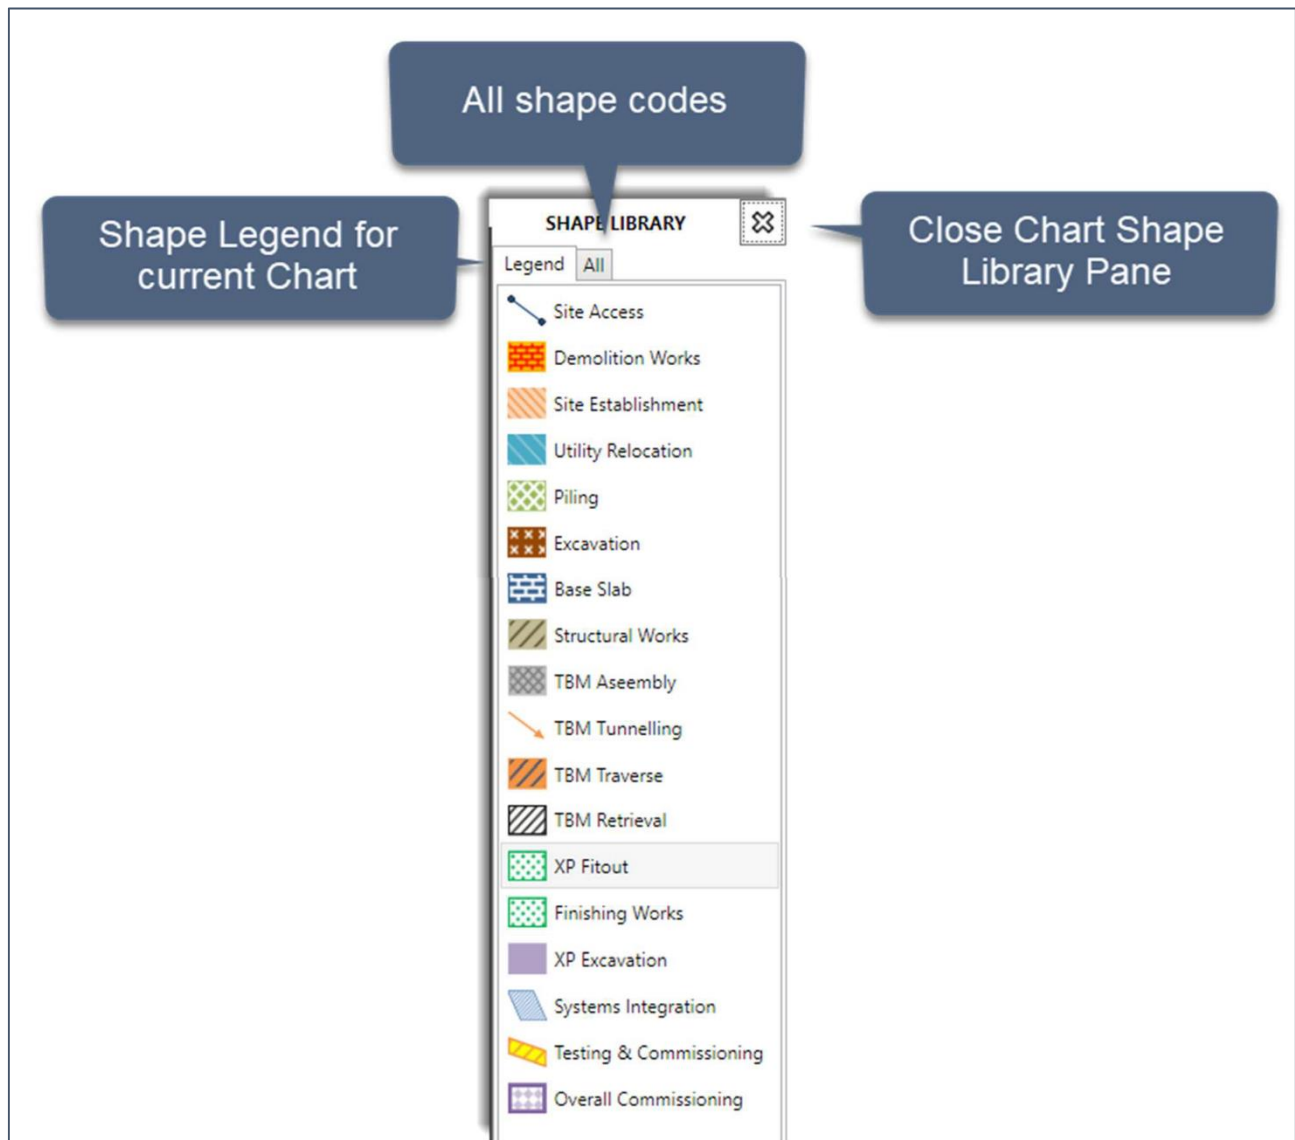 All shape codes
Shape Legend for
current Chart
SHAPE LIBRARY
Close Chart Shape
Library Pane
Legend
All
Site Access
Demolition Works
Site Establishment
Utility Relocation
Piling
Excavation
Base Slab
Structural Works
TBM Aseembly
TBM Tunnelling
TBM Traverse
TBM Retrieval
XP Fitout
Finishing Works
XP Excavation
Systems Integration
Testing & Commissioning
Overall Commissioning